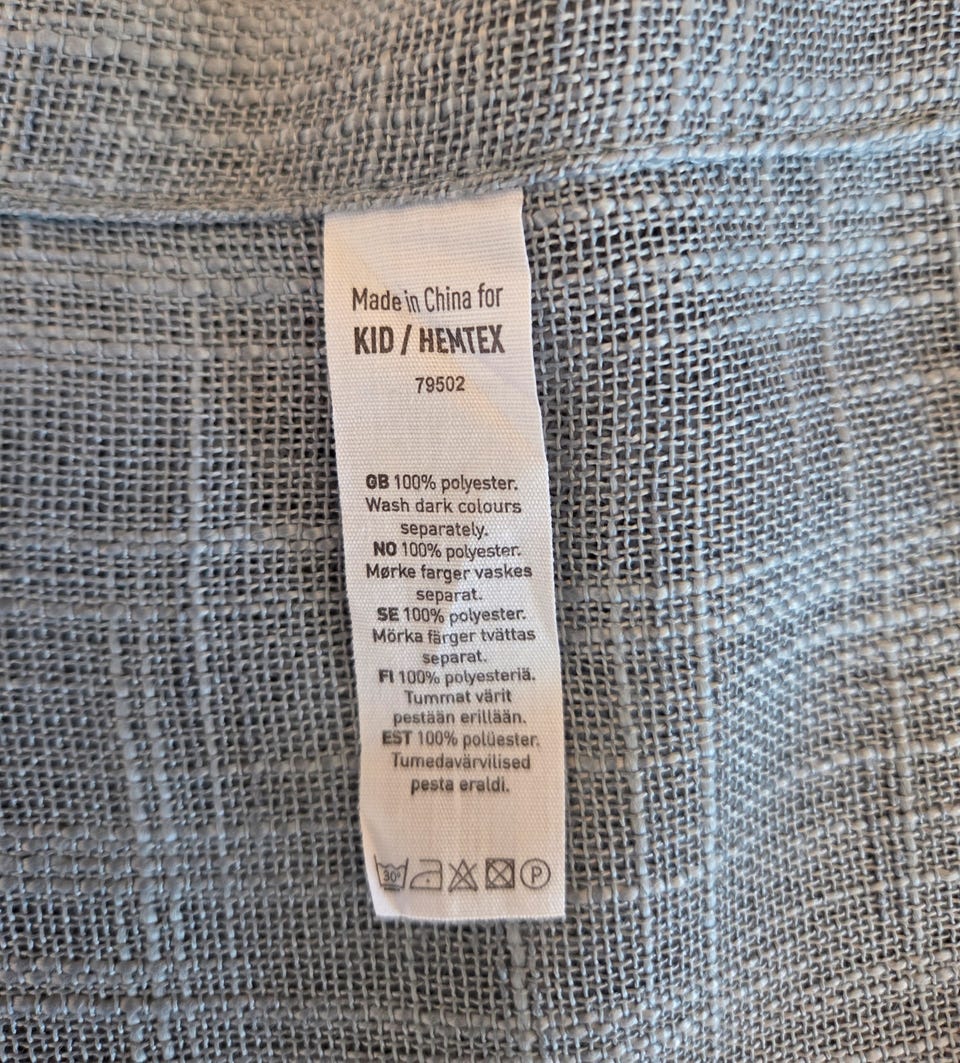 Made in China for
KID / HEMTEX
79502
GB 100% polyester.
Wash dark colours
separately.
NO 100% polyester.
Mørke farger vaskes
separat.
SE 100% polyester.
Mörka färger tvättas
separat.
FI 100% polyesteriä.
Tummat värit
pestään erillään.
EST 100% polüester.
Tumedavärvilised
pesta eraldi.
30° P